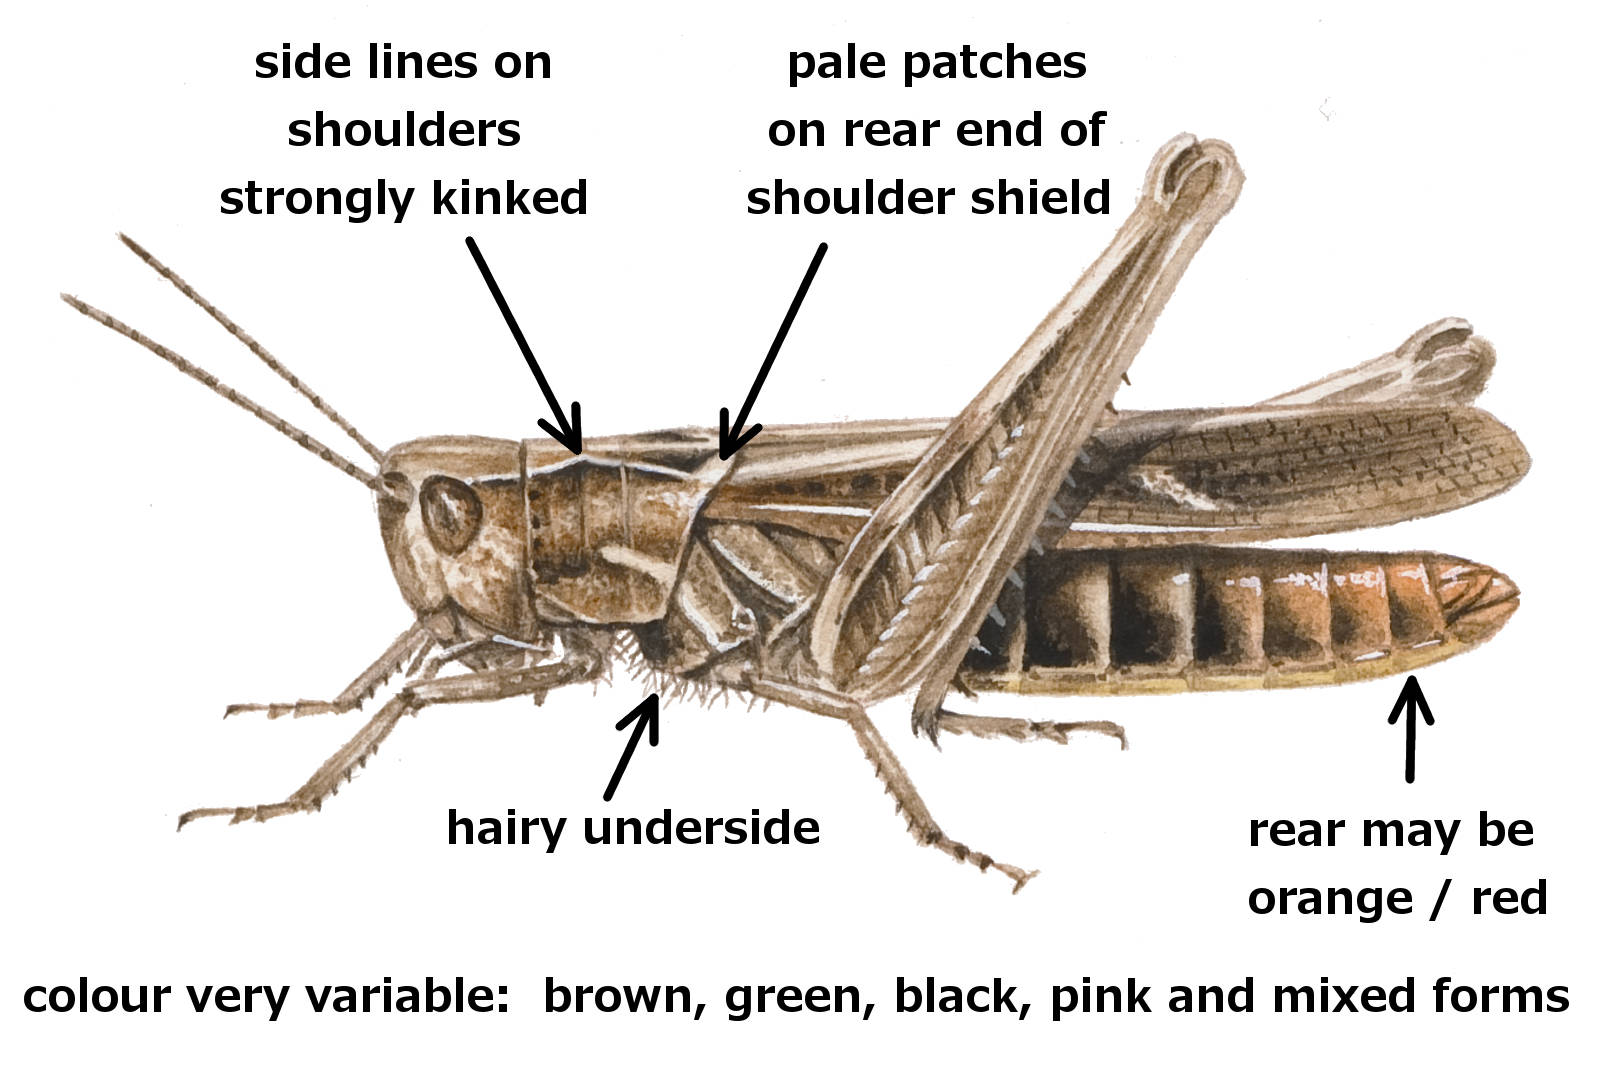 side lines on
shoulders
strongly kinked
pale patches
on rear end of
shoulder shield
hairy underside
rear may be
orange / red
colour very variable:  brown, green, black, pink and mixed forms